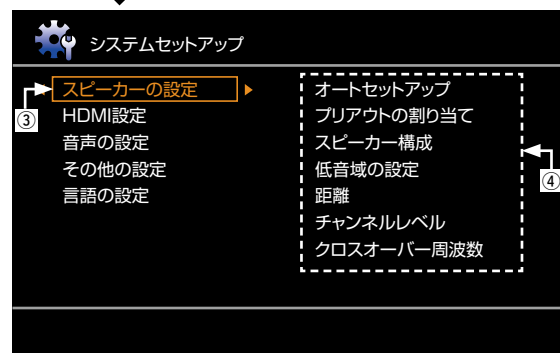 システムセットアップ
③
スピーカーの設定
HDMI設定
音声の設定
その他の設定
言語の設定
オートセットアップ
プリアウトの割り当て
スピーカー構成
低音域の設定
距離
チャンネルレベル
クロスオーバー周波数
④